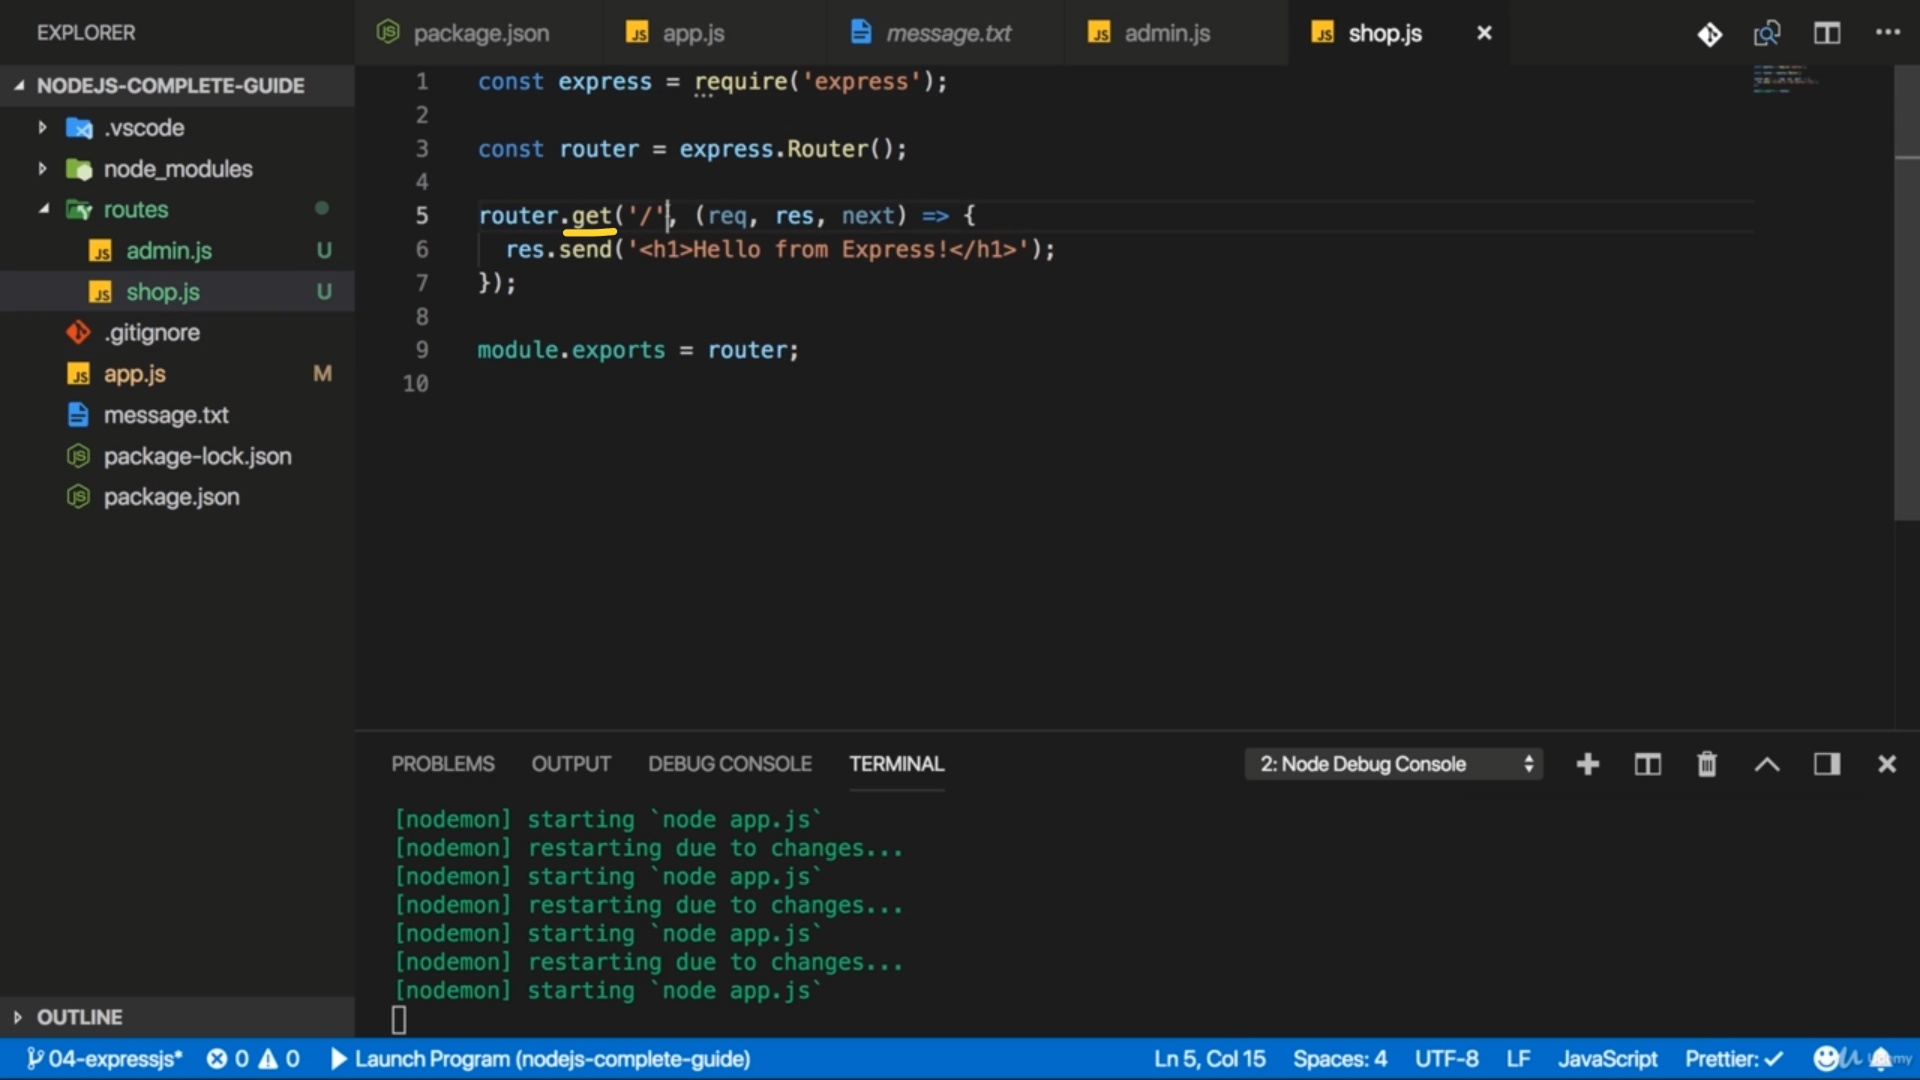 EXPLORER
package.json
app.js
message.txt
admin.js
shop.js
NODEJS-COMPLETE-GUIDE
.vscode
node_modules
routes
admin.js U
shop.js U
.gitignore
app.js M
message.txt
package-lock.json
package.json
OUTLINE
1 const express = require('express');
2
3 const router = express.Router();
4
5 router.get('/', (req, res, next) => {
6 res.send('<h1>Hello from Express!</h1>');
7 });
8
9 module.exports = router;
10
PROBLEMS OUTPUT DEBUG CONSOLE TERMINAL 2: Node Debug Console
[nodemon] starting `node app.js`
[nodemon] restarting due to changes...
[nodemon] starting `node app.js`
[nodemon] restarting due to changes...
[nodemon] starting `node app.js`
[nodemon] restarting due to changes...
[nodemon] starting `node app.js`
04-expressjs* 0 0 Launch Program (nodejs-complete-guide) Ln 5, Col 15 Spaces: 4 UTF-8 LF JavaScript Prettier: ✓
Udemy